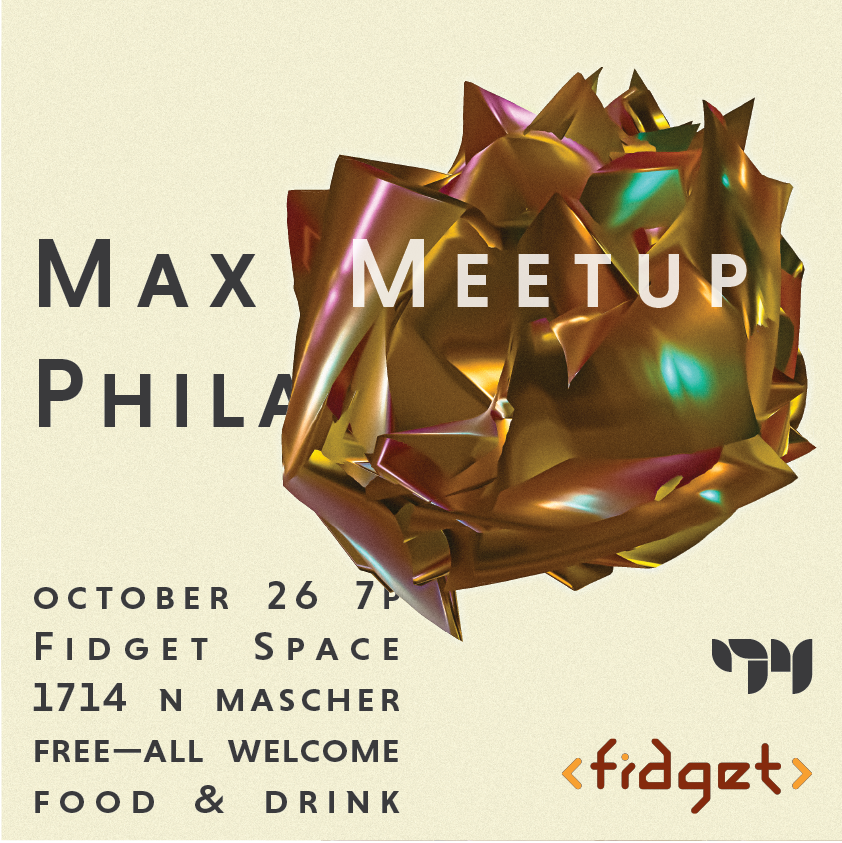 Max Meetup
Phila
October 26 7p
Fidget Space
1714 N Mascher
Free—All Welcome
Food & Drink
<fidget>